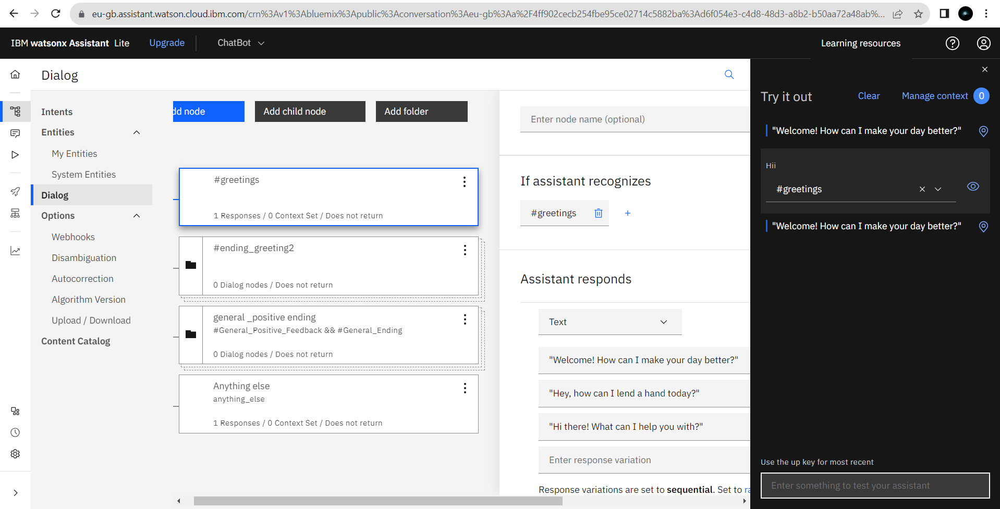 eu-gb.assistant.watson.cloud.ibm.com/crn%3Av1%3Abluemix%3Apublic%3Aconversation%3Aeu-gb%3Aa%2F4ff902cecb254fbe95ce02714c5882ba%3Ad6f054e3-c4d8-48d3-a8b2-b50aa72a48ab%...
IBM watsonx Assistant Lite
Upgrade
ChatBot
Learning resources
Dialog
Intents
Entities
My Entities
System Entities
Dialog
Options
Webhooks
Disambiguation
Autocorrection
Algorithm Version
Upload / Download
Content Catalog
dd node
Add child node
Add folder
#greetings
1 Responses / 0 Context Set / Does not return
#ending_greeting2
0 Dialog nodes / Does not return
general _positive ending
#General_Positive_Feedback && #General_Ending
0 Dialog nodes / Does not return
Anything else
anything_else
1 Responses / 0 Context Set / Does not return
Enter node name (optional)
If assistant recognizes
#greetings
Assistant responds
Text
"Welcome! How can I make your day better?"
"Hey, how can I lend a hand today?"
"Hi there! What can I help you with?"
Enter response variation
Response variations are set to sequential. Set to ra
Try it out
Clear
Manage context 0
"Welcome! How can I make your day better?"
Hii
#greetings
"Welcome! How can I make your day better?"
Use the up key for most recent
Enter something to test your assistant